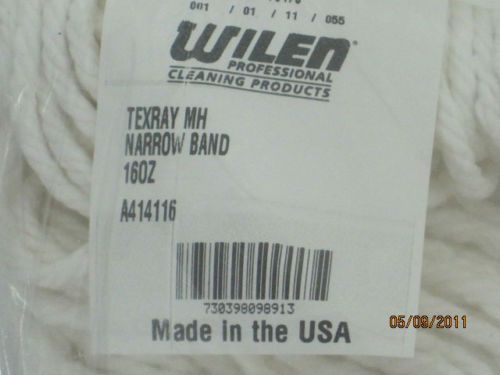 001 / 01 / 11 / 055
WILEN®
PROFESSIONAL
CLEANING PRODUCTS
TEXRAY MH
NARROW BAND
16OZ
A414116
730398098913
Made in the USA
05/09/2011